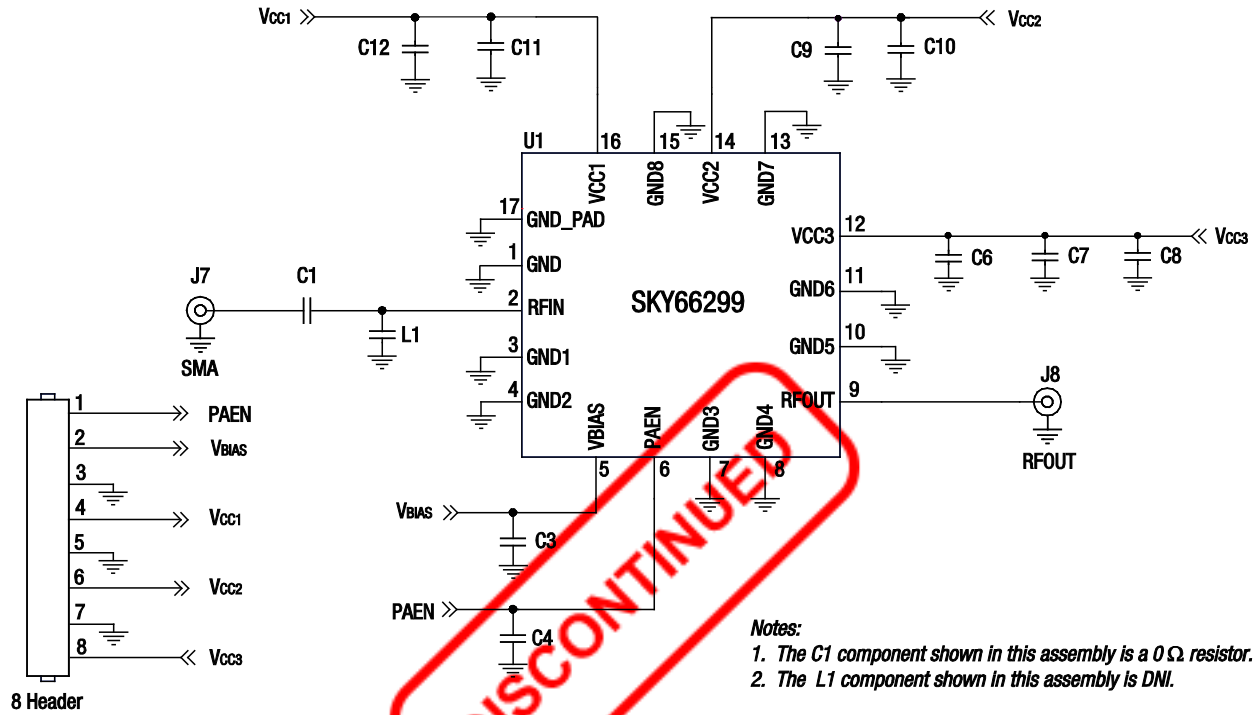 VCC1
VCC2
C12
C11
C9
C10
U1
16
15
14
13
VCC1
GND8
VCC2
GND7
17
GND_PAD
1
GND
2
RFIN
3
GND1
4
GND2
SKY66299
VCC3
12
GND6
11
GND5
10
RFOUT
9
VCC3
C6
C7
C8
J7
C1
L1
SMA
J8
RFOUT
VBIAS
PAEN
GND3
GND4
5
6
7
8
VBIAS
C3
PAEN
C4
1
PAEN
2
VBIAS
3
4
VCC1
5
6
VCC2
7
8
VCC3
8 Header
DISCONTINUED
Notes:
1. The C1 component shown in this assembly is a 0 Ω resistor.
2. The L1 component shown in this assembly is DNI.